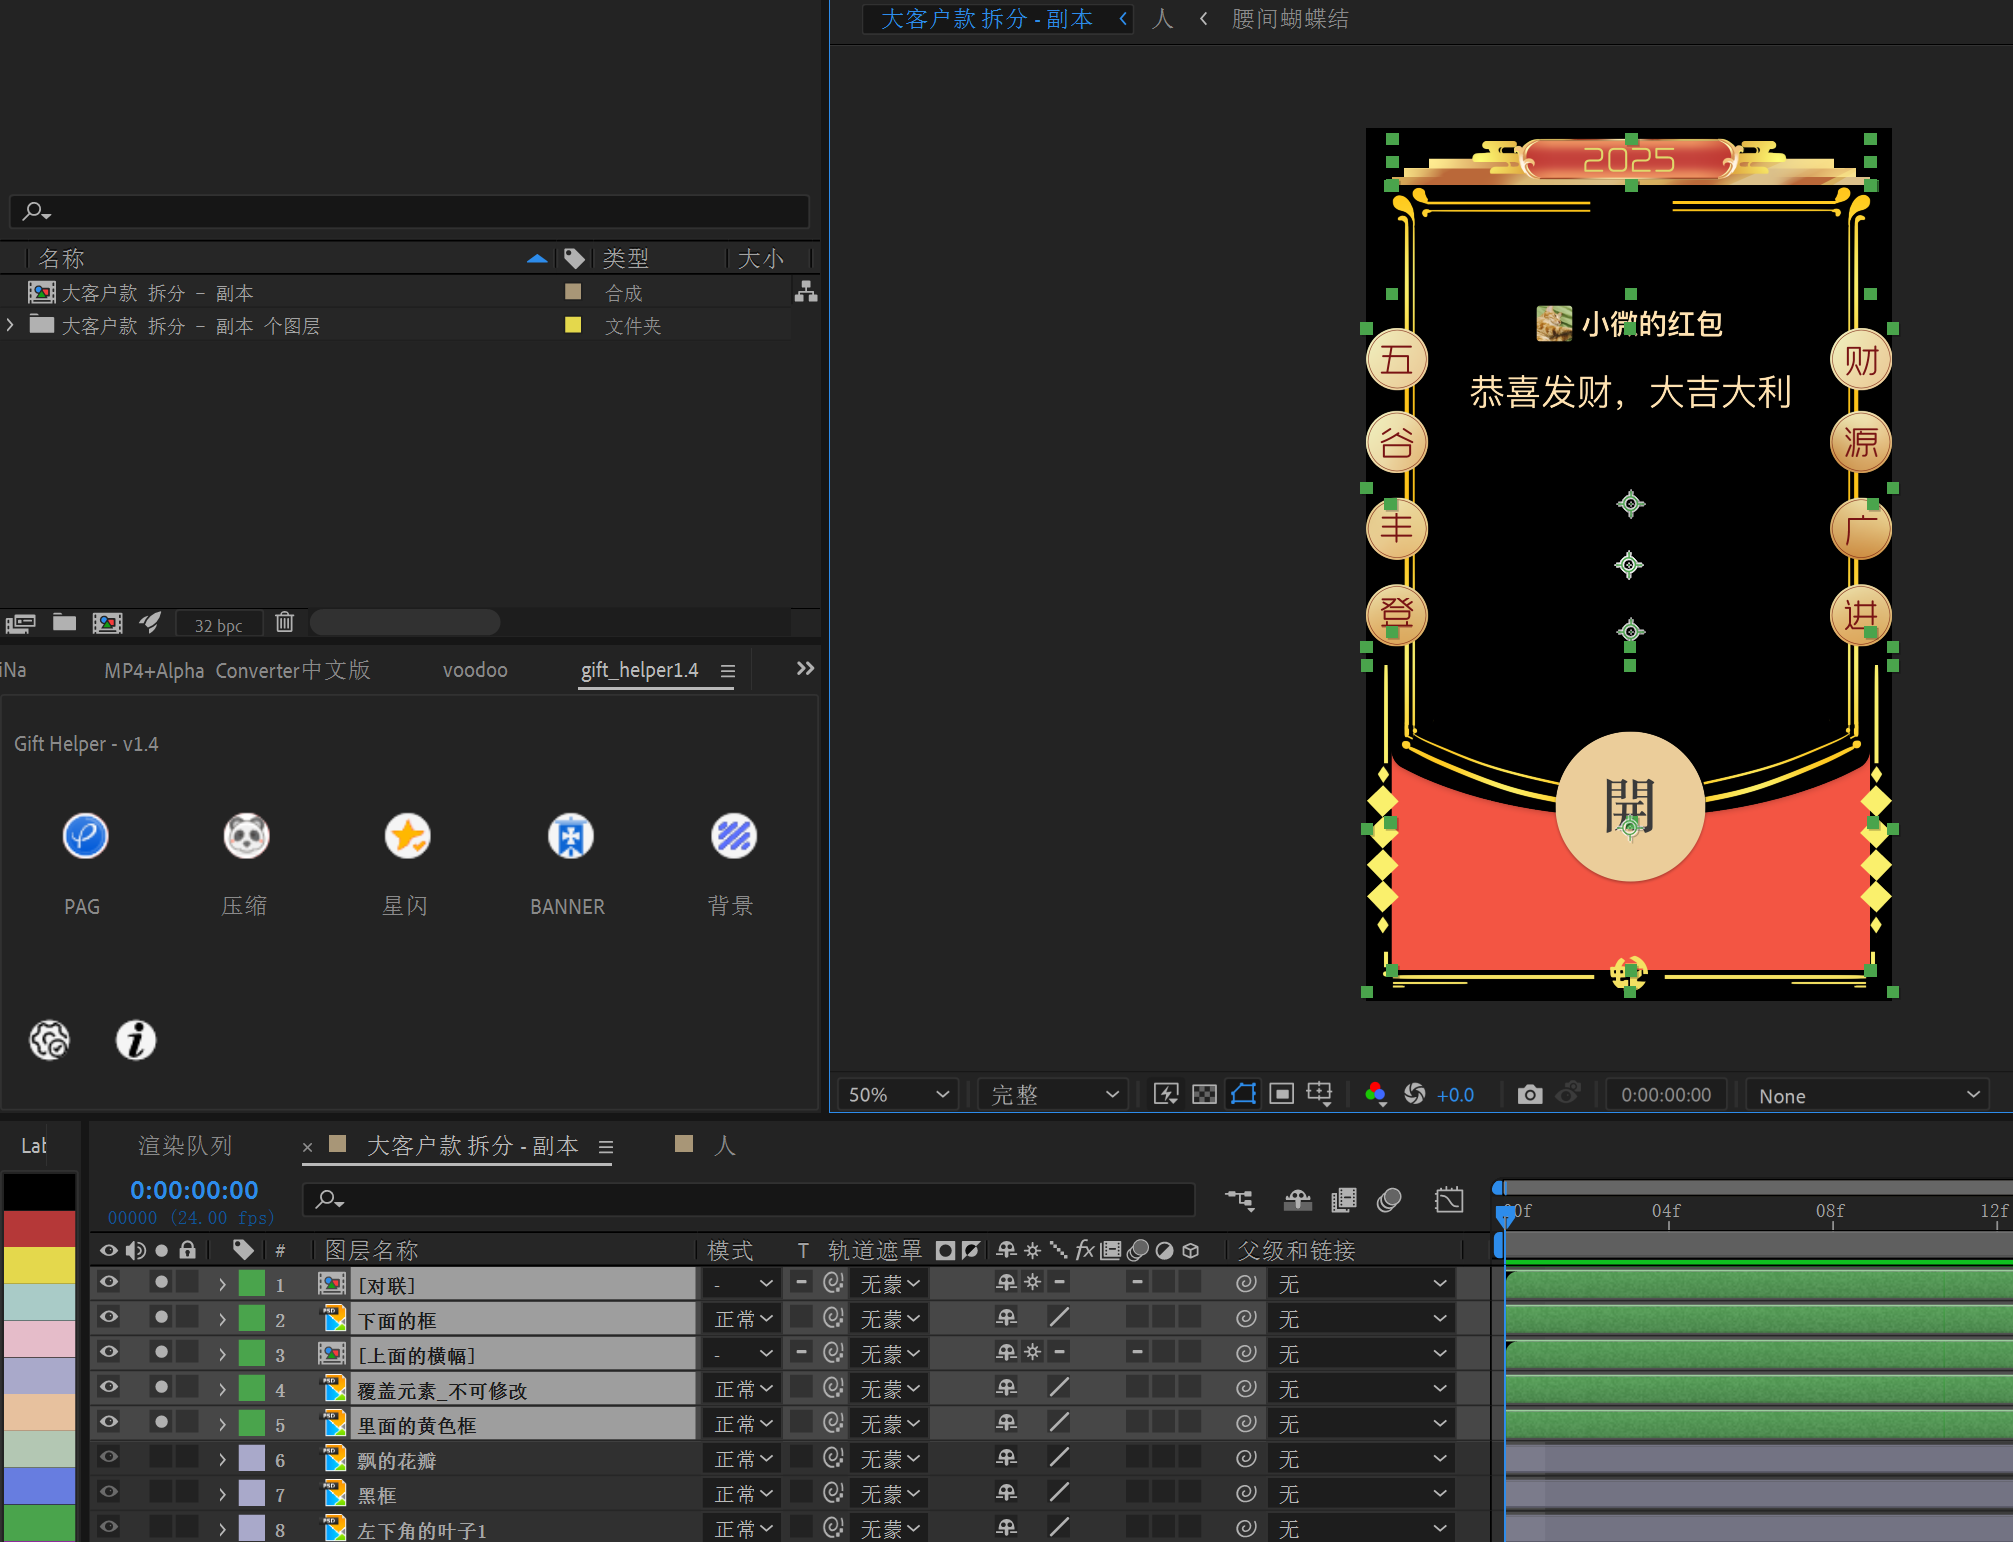 大客户款 拆分 - 副本 人 腰间蝴蝶结
名称 类型 大小
大客户款 拆分 - 副本 合成
大客户款 拆分 - 副本 个图层 文件夹
32 bpc
iNa MP4+Alpha Converter中文版 voodoo gift_helper1.4
Gift Helper - v1.4
PAG 压缩 星闪 BANNER 背景
2025
小微的红包
恭喜发财，大吉大利
五
谷
丰
登
财
源
广
进
開
50% 完整 +0.0 0:00:00:00 None
Lab
渲染队列 × 大客户款 拆分 - 副本 人
0:00:00:00
00000 (24.00 fps)
00f 04f 08f 12f
# 图层名称 模式 T 轨道遮罩 fx 父级和链接
1 [对联] - 无蒙 无
2 下面的框 正常 无蒙 无
3 [上面的横幅] - 无蒙 无
4 覆盖元素_不可修改 正常 无蒙 无
5 里面的黄色框 正常 无蒙 无
6 飘的花瓣 正常 无蒙 无
7 黑框 正常 无蒙 无
8 左下角的叶子1 正常 无蒙 无